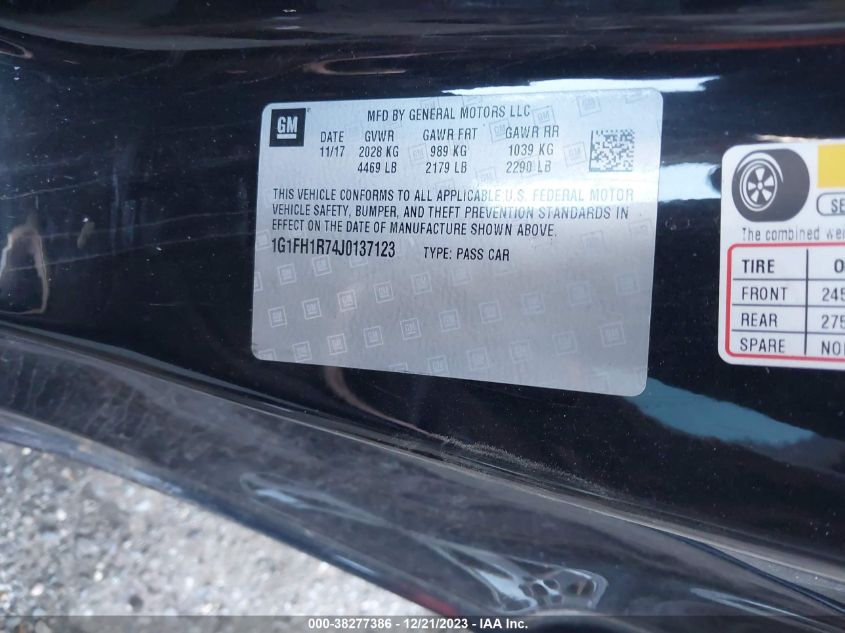 GM
MFD BY GENERAL MOTORS LLC
DATE GVWR GAWR FRT GAWR RR
11/17 2028 KG 989 KG 1039 KG
4469 LB 2179 LB 2290 LB
THIS VEHICLE CONFORMS TO ALL APPLICABLE U.S. FEDERAL MOTOR
VEHICLE SAFETY, BUMPER, AND THEFT PREVENTION STANDARDS IN
EFFECT ON THE DATE OF MANUFACTURE SHOWN ABOVE.
1G1FH1R74J0137123 TYPE: PASS CAR
SE
The combined wei
TIRE O
FRONT 245
REAR 275
SPARE NO
000-38277386 - 12/21/2023 - IAA Inc.